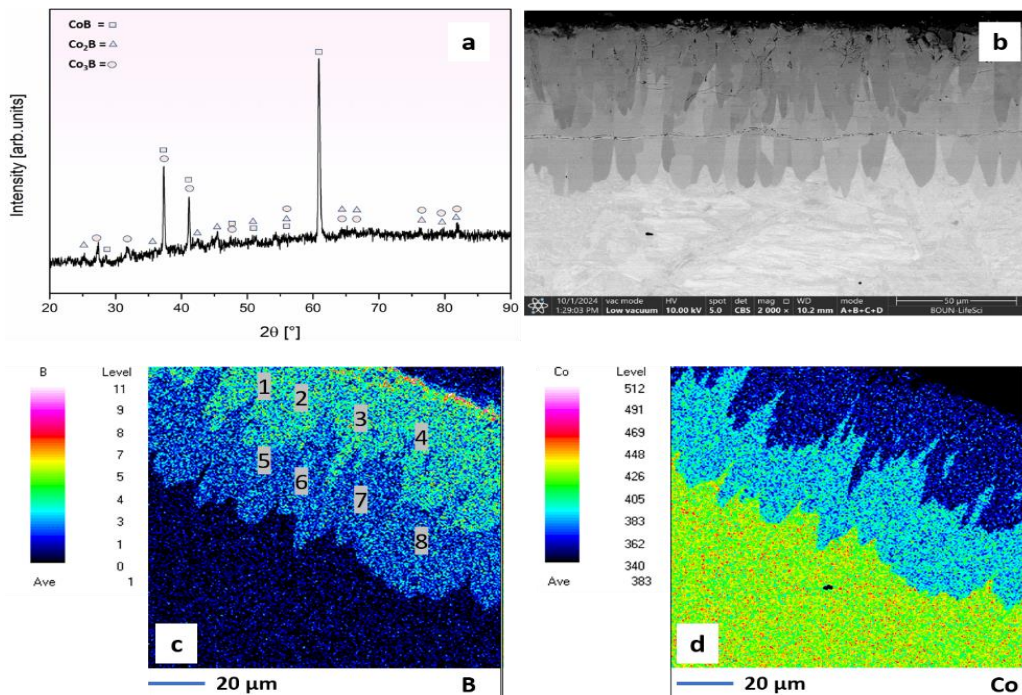 CoB = □
Co₂B = △
Co₃B = ○
a
Intensity [arb.units]
20 30 40 50 60 70 80 90
2θ [°]
b
10/1/2024
1:29:03 PM
vac mode
Low vacuum
HV
10.00 kV
spot
5.0
det
CBS
mag □
2 000 ×
WD
10.2 mm
mode
A+B+C+D
50 µm
BOUN-LifeSci
B Level
11
9
8
7
5
4
3
1
0
Ave 1
1
2
3
4
5
6
7
8
c
20 µm
B
Co Level
512
491
469
448
426
405
383
362
340
Ave 383
d
20 µm
Co